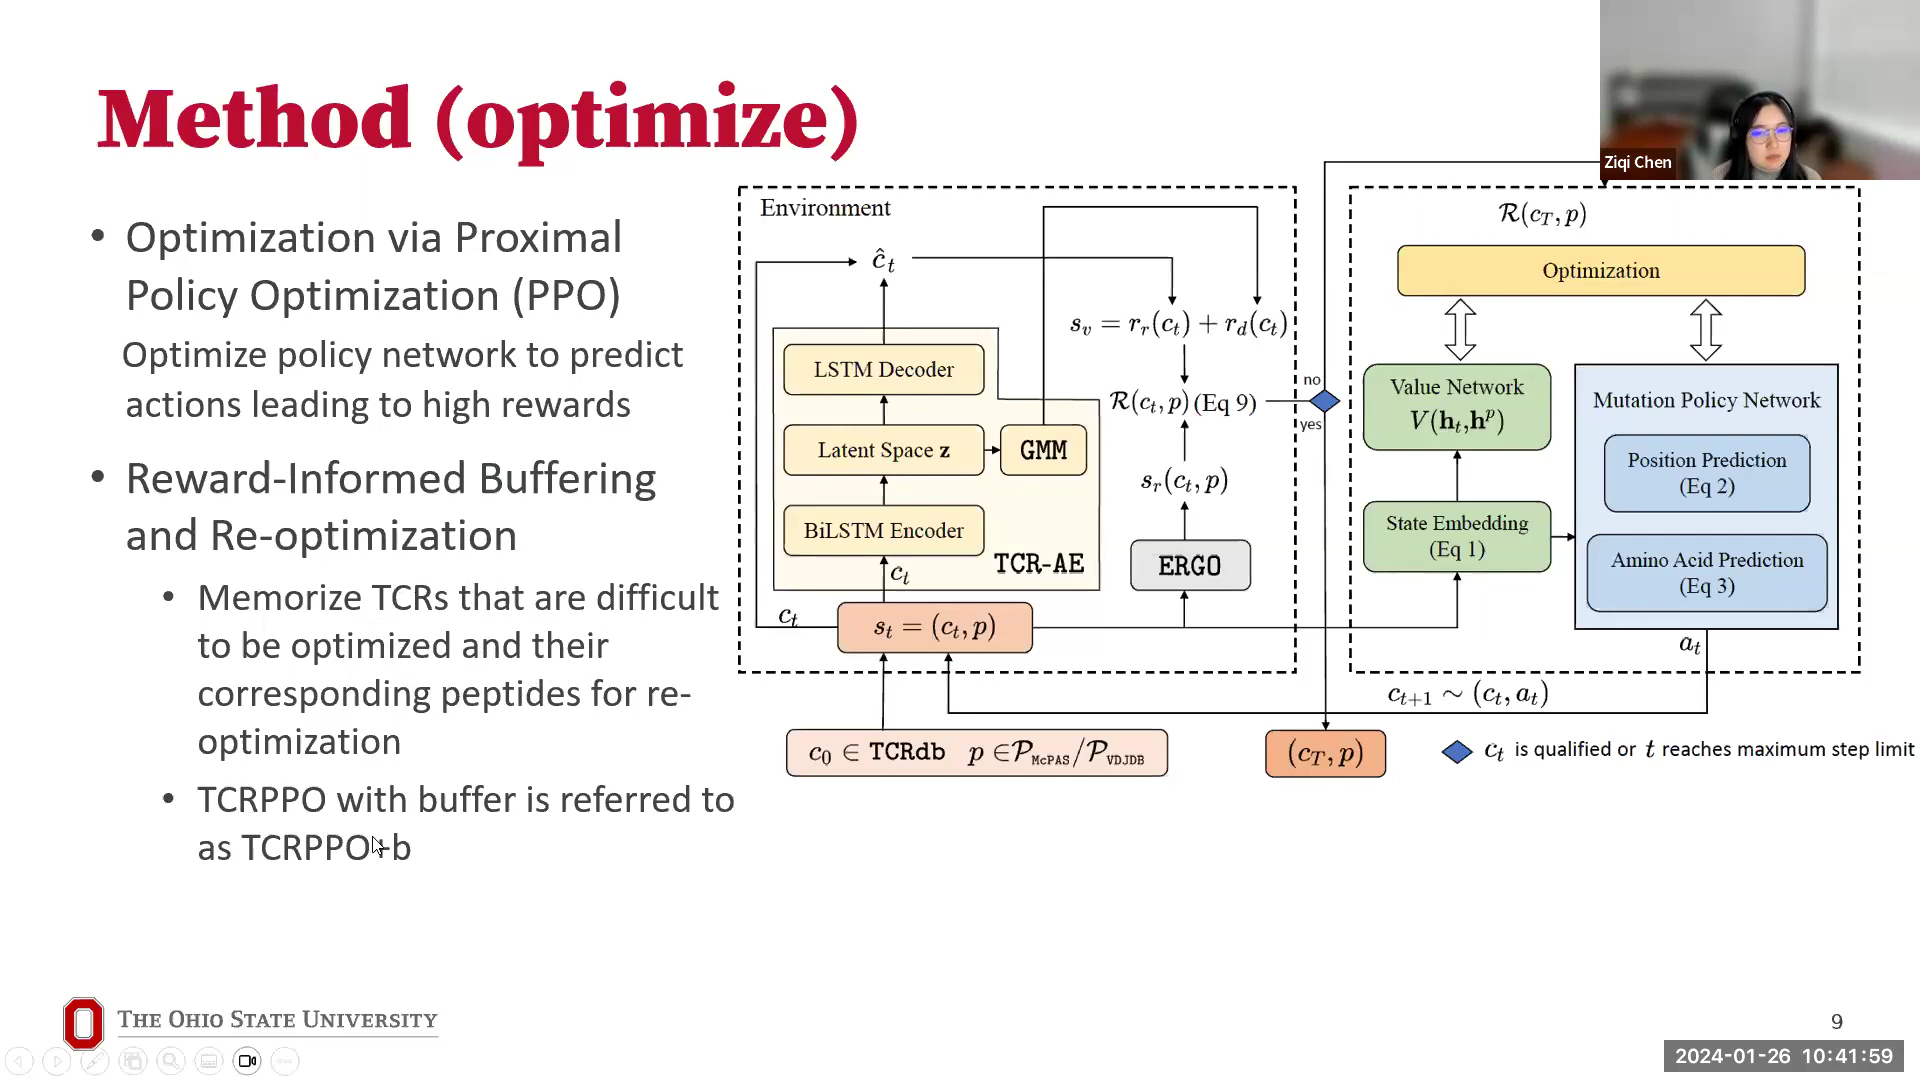 Method (optimize)
• Optimization via Proximal
Policy Optimization (PPO)
Optimize policy network to predict
actions leading to high rewards
• Reward-Informed Buffering
and Re-optimization
• Memorize TCRs that are difficult
to be optimized and their
corresponding peptides for re-
optimization
• TCRPPO with buffer is referred to
as TCRPPO+b
Environment
ĉ_t
s_v = r_r(c_t) + r_d(c_t)
LSTM Decoder
R(c_t, p) (Eq 9)
Latent Space z
GMM
s_r(c_t, p)
BiLSTM Encoder
TCR-AE
ERGO
c_t
c_t
s_t = (c_t, p)
no
yes
R(c_T, p)
Optimization
Value Network
V(h_t,h^p)
Mutation Policy Network
Position Prediction
(Eq 2)
State Embedding
(Eq 1)
Amino Acid Prediction
(Eq 3)
a_t
c_{t+1} ∼ (c_t, a_t)
c_0 ∈ TCRdb p ∈ P_McPAS/P_VDJDB
(c_T, p)
c_t is qualified or t reaches maximum step limit
Ziqi Chen
THE OHIO STATE UNIVERSITY
9
2024-01-26 10:41:59